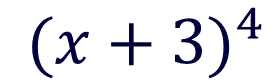 (x + 3)⁴